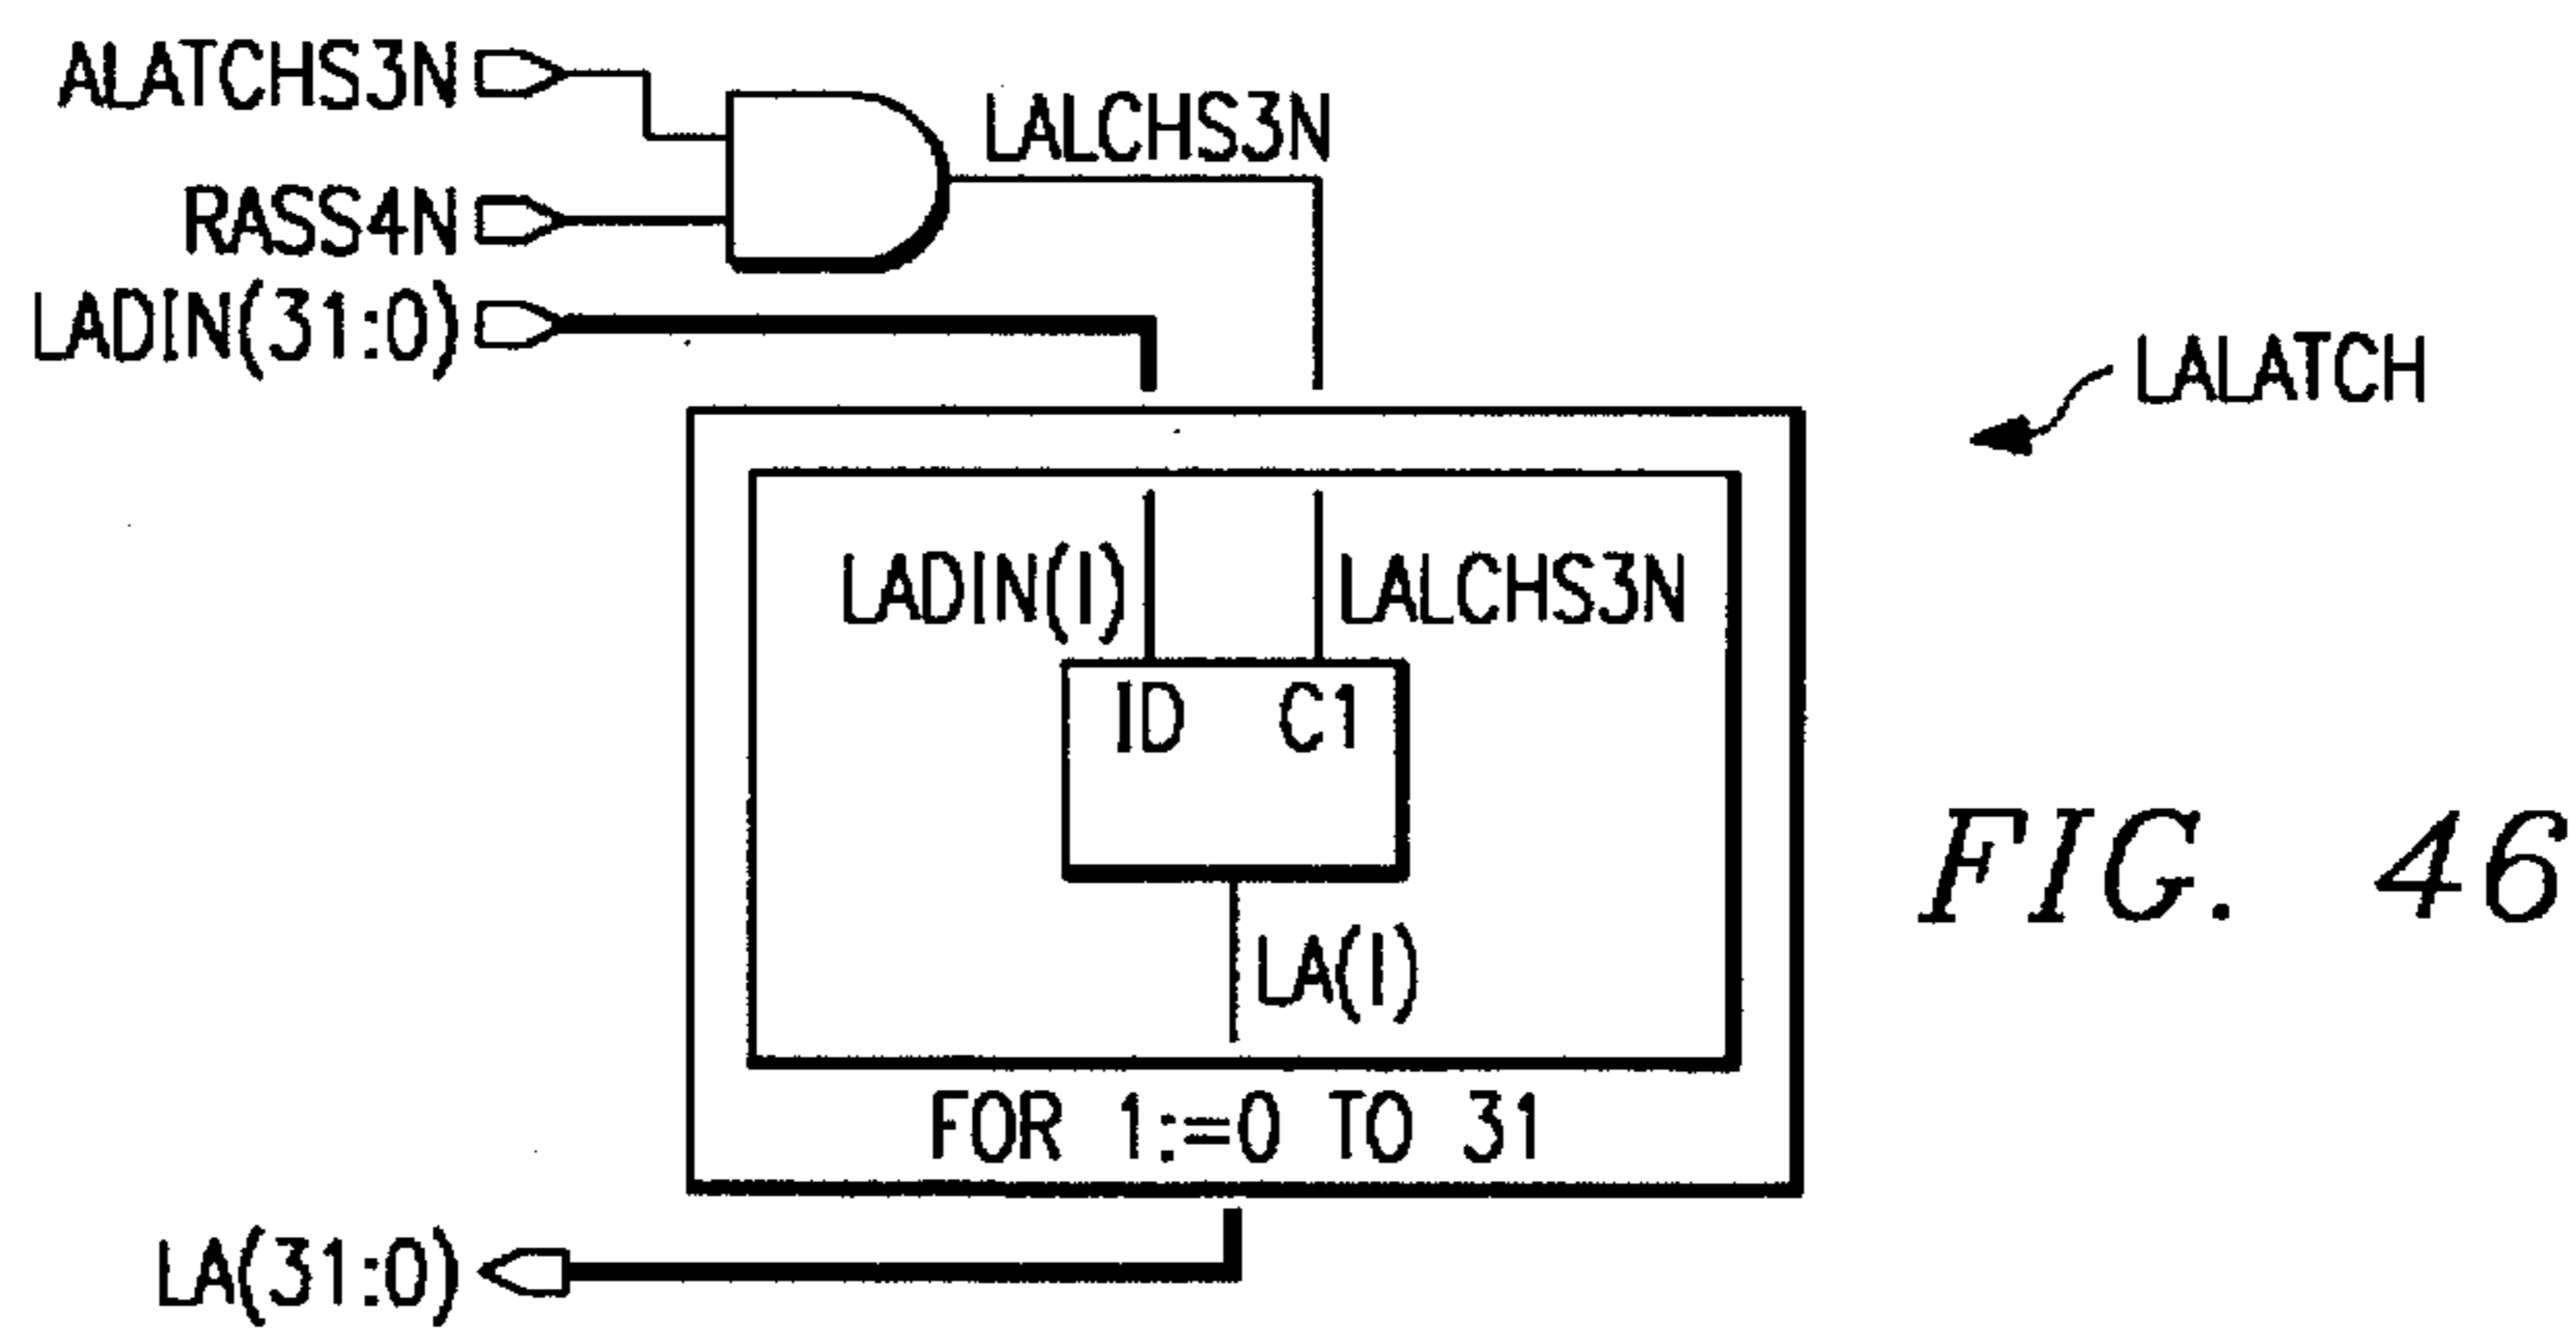 ALATCHS3N
LALCHS3N
RASS4N
LADIN(31:0)
LALATCH
LADIN(I)
LALCHS3N
ID C1
LA(I)
FOR 1:=0 TO 31
LA(31:0)
FIG. 46